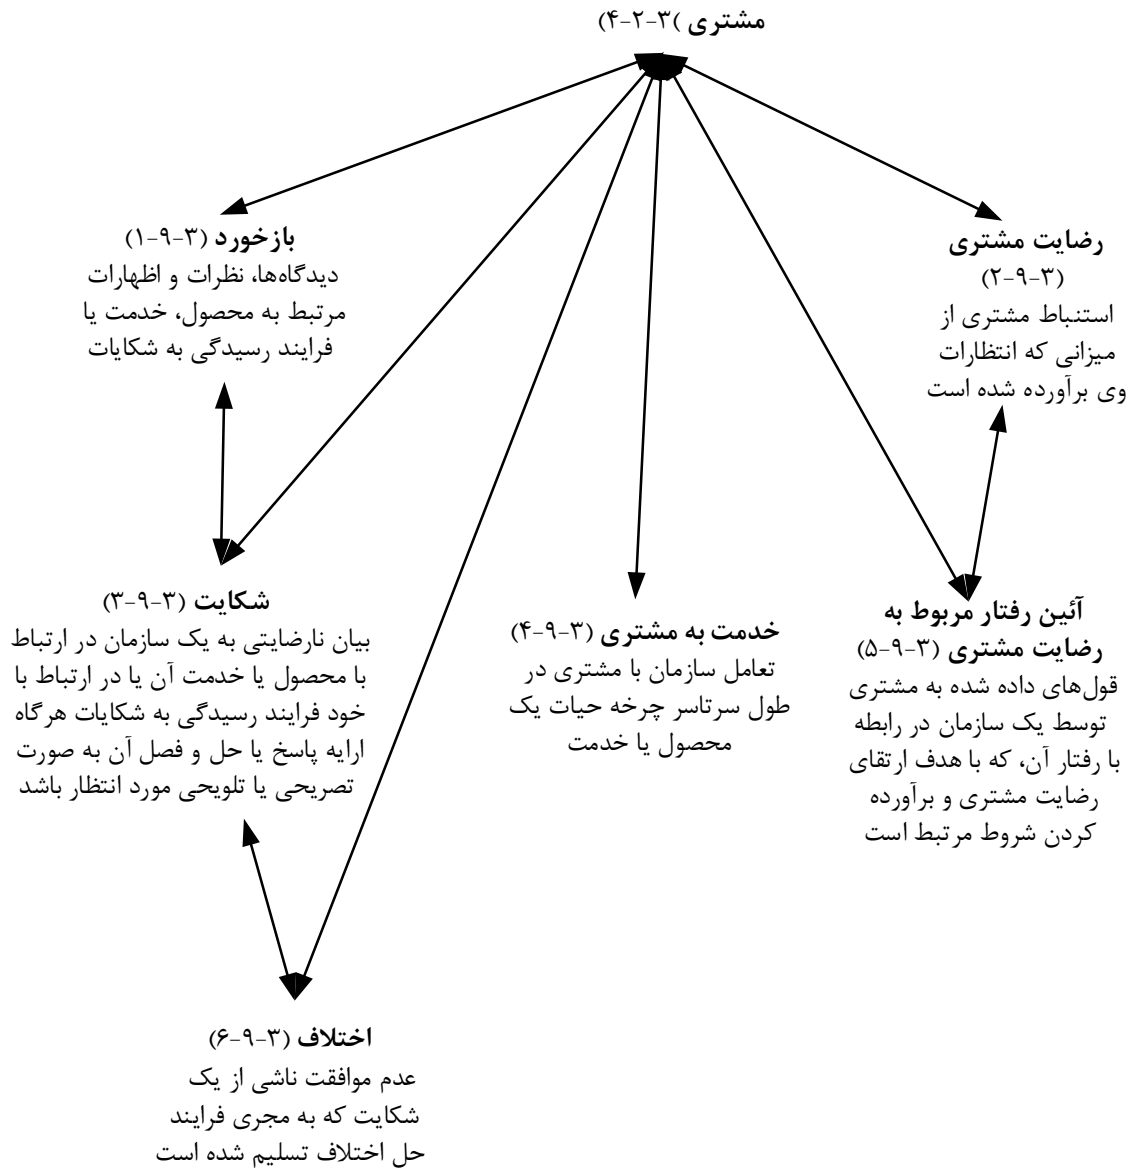 مشتری (۳-۲-۴)
بازخورد (۳-۹-۱)
دیدگاه‌ها، نظرات و اظهارات
مرتبط به محصول، خدمت یا
فرایند رسیدگی به شکایات
رضایت مشتری
(۳-۹-۲)
استنباط مشتری از
میزانی که انتظارات
وی برآورده شده است
شکایت (۳-۹-۳)
بیان نارضایتی به یک سازمان در ارتباط
با محصول یا خدمت آن یا در ارتباط با
خود فرایند رسیدگی به شکایات هرگاه
ارایه پاسخ یا حل و فصل آن به صورت
تصریحی یا تلویحی مورد انتظار باشد
خدمت به مشتری (۳-۹-۴)
تعامل سازمان با مشتری در
طول سرتاسر چرخه حیات یک
محصول یا خدمت
آئین رفتار مربوط به
رضایت مشتری (۳-۹-۵)
قول‌های داده شده به مشتری
توسط یک سازمان در رابطه
با رفتار آن، که با هدف ارتقای
رضایت مشتری و برآورده
کردن شروط مرتبط است
اختلاف (۳-۹-۶)
عدم موافقت ناشی از یک
شکایت که به مجری فرایند
حل اختلاف تسلیم شده است